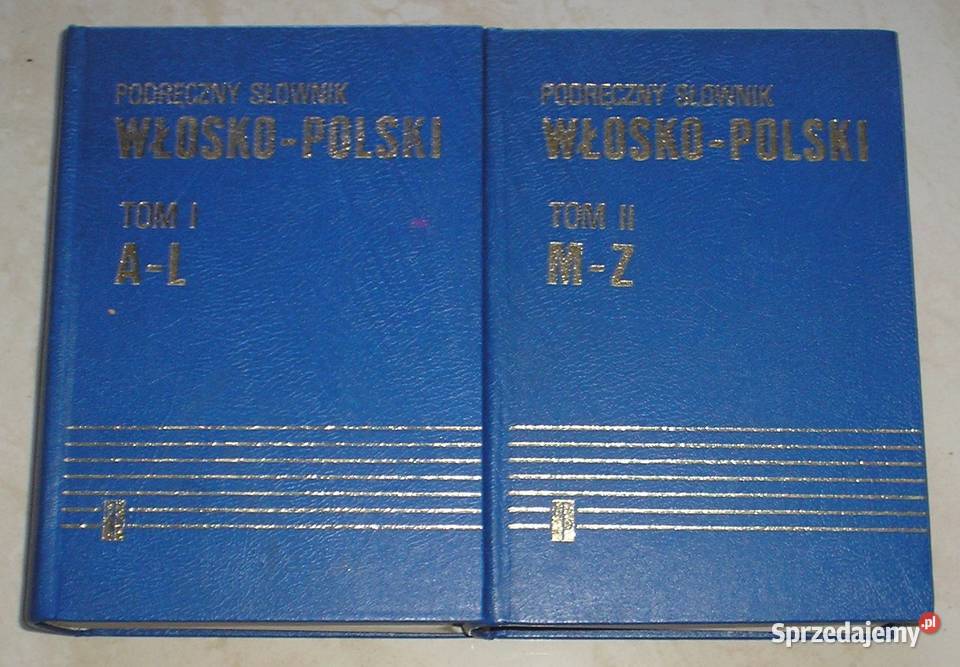 PODRĘCZNY SŁOWNIK
WŁOSKO-POLSKI
TOM I
A-L
PODRĘCZNY SŁOWNIK
WŁOSKO-POLSKI
TOM II
M-Z
Sprzedajemy.pl